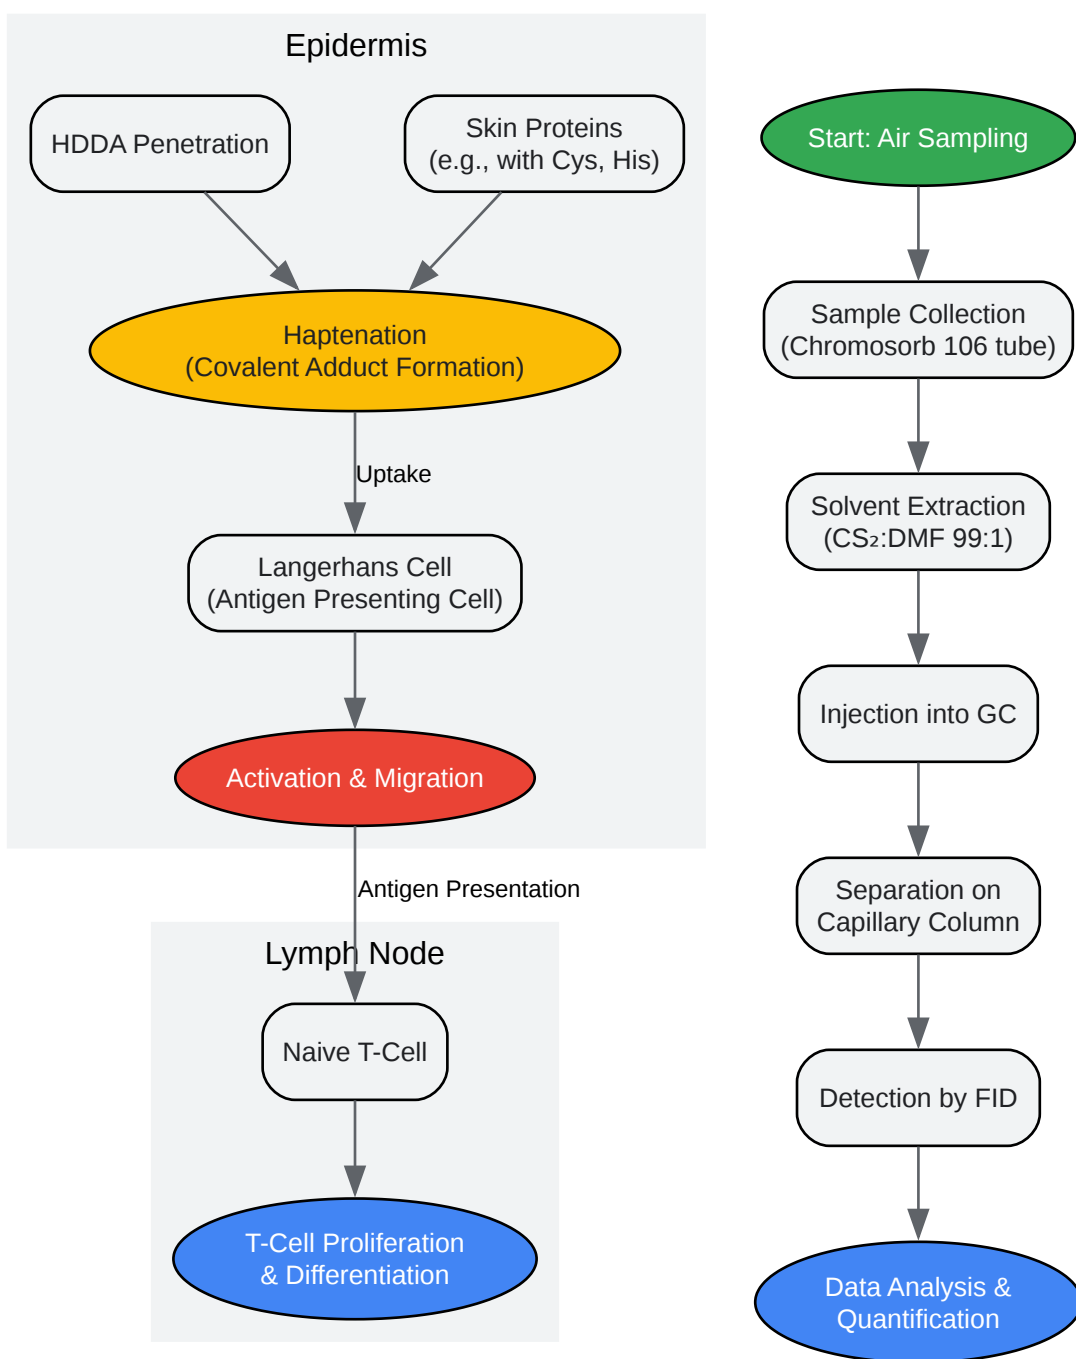 Epidermis
HDDA Penetration
Skin Proteins
(e.g., with Cys, His)
Haptenation
(Covalent Adduct Formation)
Uptake
Langerhans Cell
(Antigen Presenting Cell)
Activation & Migration
Antigen Presentation
Lymph Node
Naive T-Cell
T-Cell Proliferation
& Differentiation
Start: Air Sampling
Sample Collection
(Chromosorb 106 tube)
Solvent Extraction
(CS₂:DMF 99:1)
Injection into GC
Separation on
Capillary Column
Detection by FID
Data Analysis &
Quantification